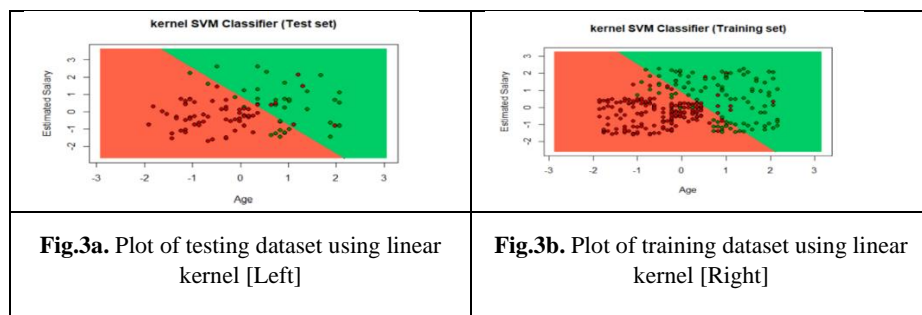 kernel SVM Classifier (Test set)
Estimated Salary
3
2
1
0
-1
-2
-3 -2 -1 0 1 2 3
Age
kernel SVM Classifier (Training set)
Estimated Salary
3
2
1
0
-1
-2
-3 -2 -1 0 1 2 3
Age
Fig.3a. Plot of testing dataset using linear
kernel [Left]
Fig.3b. Plot of training dataset using linear
kernel [Right]